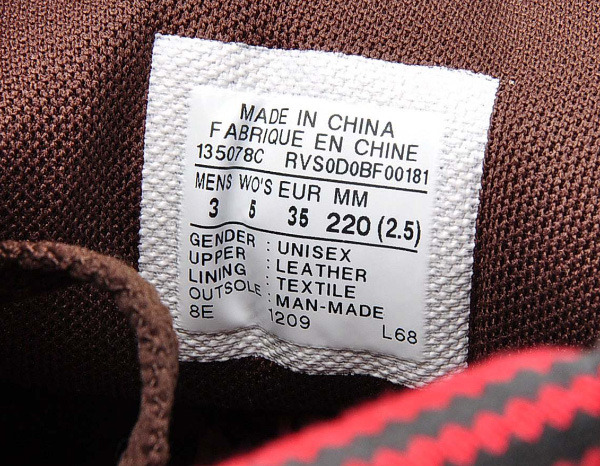 MADE IN CHINA
FABRIQUE EN CHINE
135078C RVS0D0BF00181
MENS WO'S EUR MM
3 5 35 220 (2.5)
GENDER : UNISEX
UPPER : LEATHER
LINING : TEXTILE
OUTSOLE : MAN-MADE
8E 1209 L68